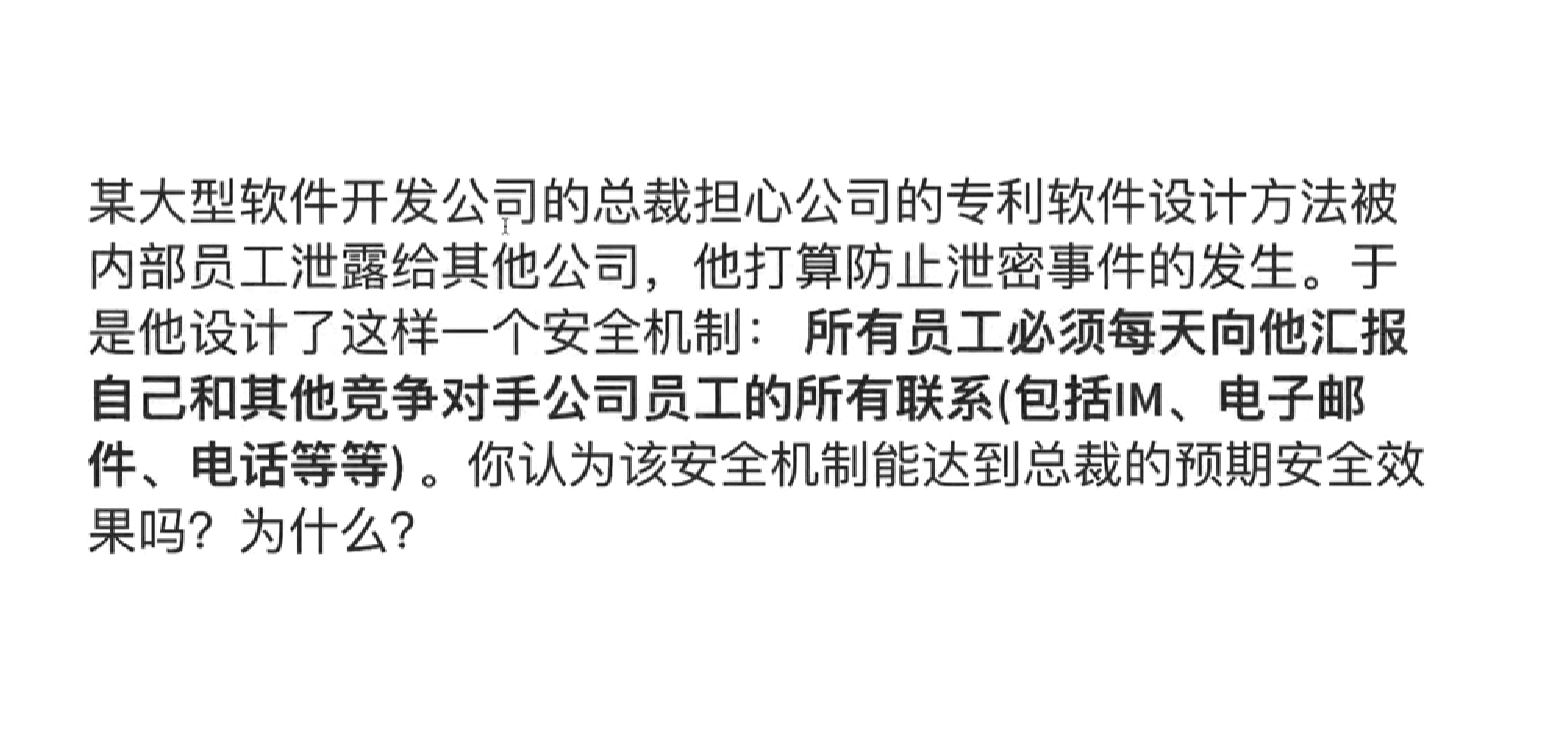 某大型软件开发公司的总裁担心公司的专利软件设计方法被
内部员工泄露给其他公司，他打算防止泄密事件的发生。于
是他设计了这样一个安全机制： 所有员工必须每天向他汇报
自己和其他竞争对手公司员工的所有联系(包括IM、电子邮
件、电话等等) 。你认为该安全机制能达到总裁的预期安全效
果吗？为什么？